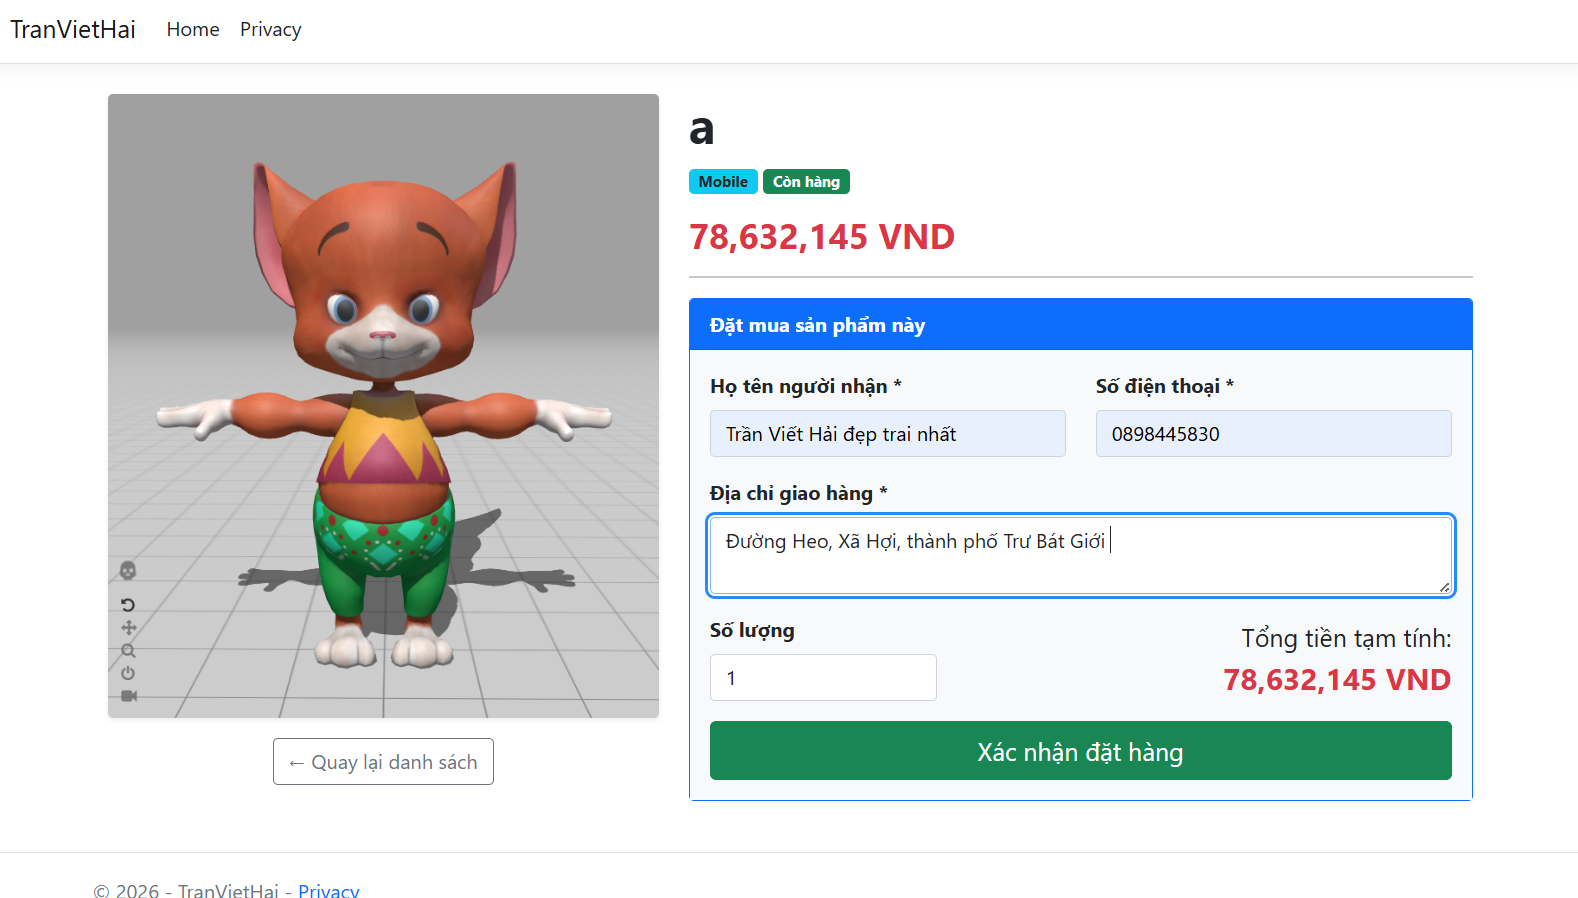 TranVietHai Home Privacy
a
Mobile Còn hàng
78,632,145 VND
Đặt mua sản phẩm này
Họ tên người nhận * Số điện thoại *
Trần Viết Hải đẹp trai nhất 0898445830
Địa chỉ giao hàng *
Đường Heo, Xã Hợi, thành phố Trư Bát Giới
Số lượng Tổng tiền tạm tính:
1 78,632,145 VND
Xác nhận đặt hàng
← Quay lại danh sách
© 2026 - TranVietHai - Privacy